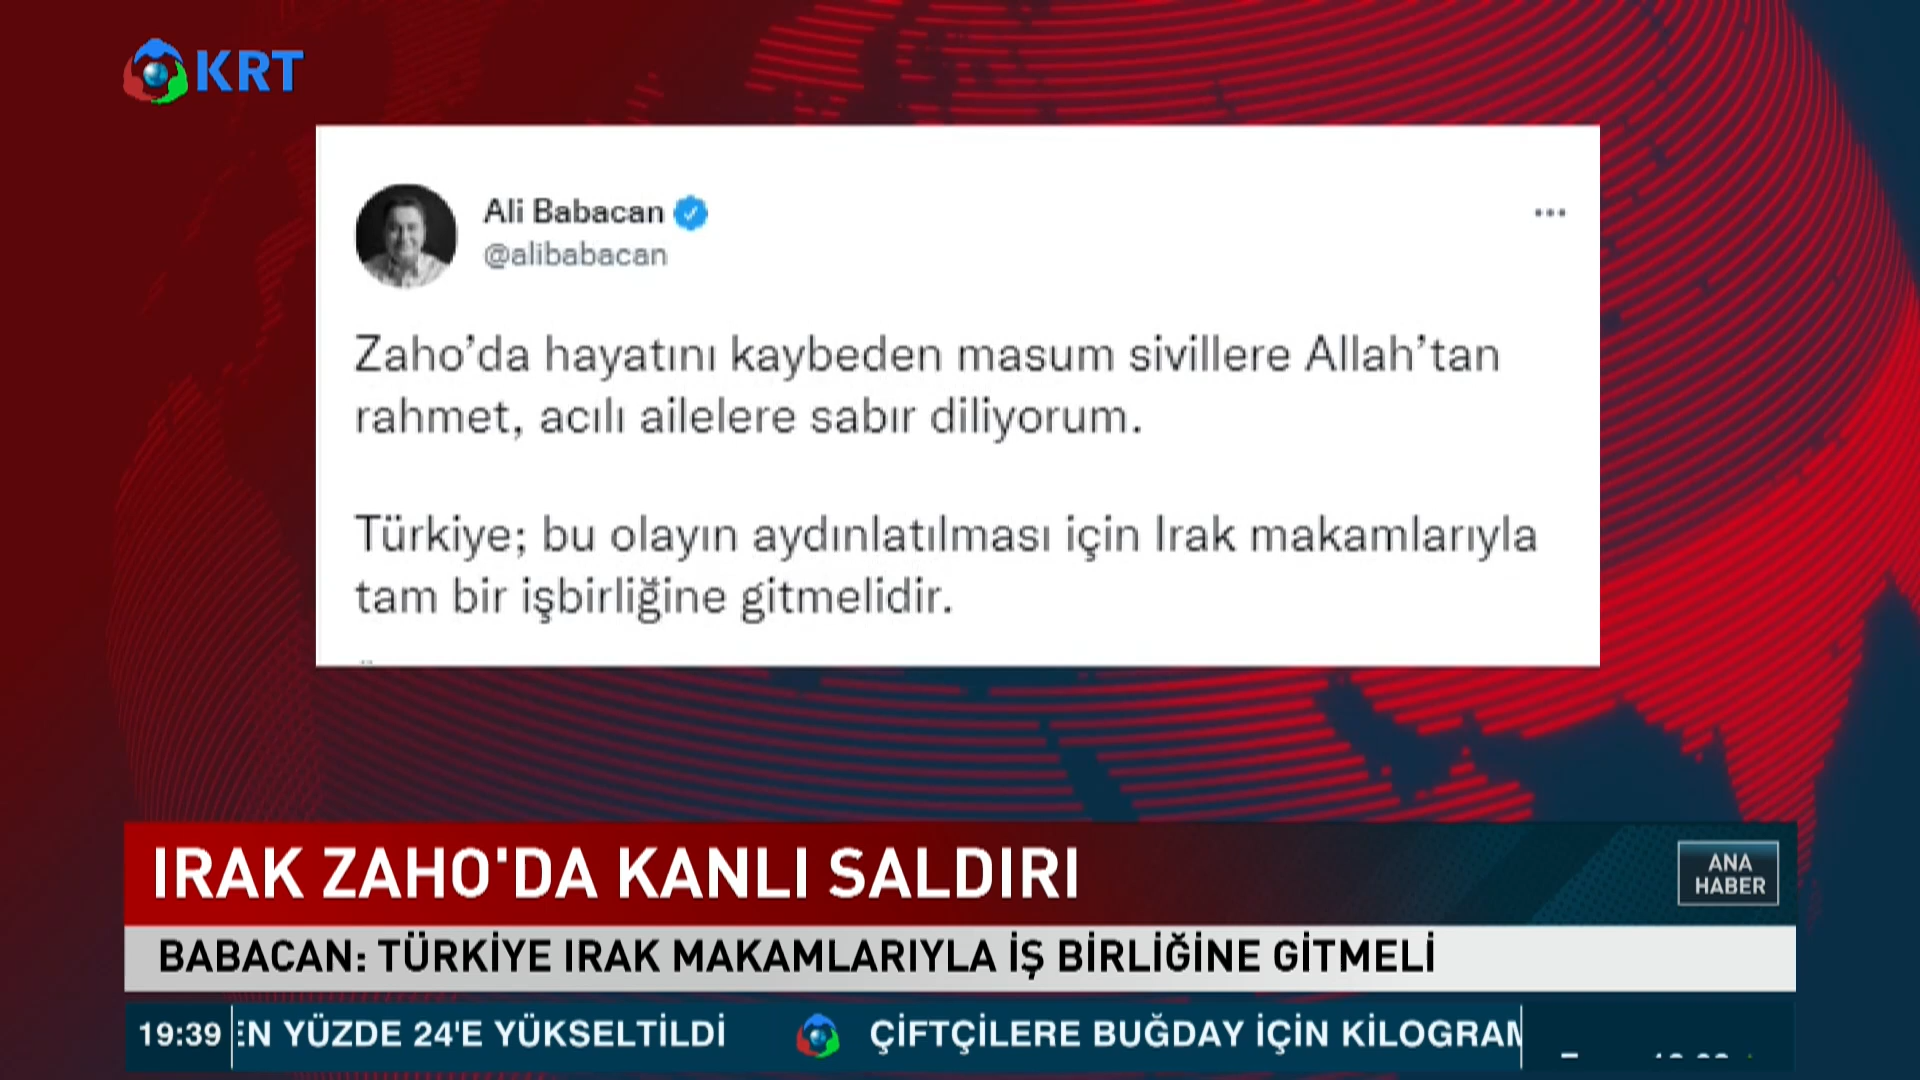 KRT
Ali Babacan
@alibabacan
Zaho’da hayatını kaybeden masum sivillere Allah’tan
rahmet, acılı ailelere sabır diliyorum.
Türkiye; bu olayın aydınlatılması için Irak makamlarıyla
tam bir işbirliğine gitmelidir.
IRAK ZAHO'DA KANLI SALDIRI
ANA
HABER
BABACAN: TÜRKİYE IRAK MAKAMLARIYLA İŞ BİRLİĞİNE GİTMELİ
19:39 EN YÜZDE 24'E YÜKSELTİLDİ ÇİFTÇİLERE BUĞDAY İÇİN KİLOGRAM